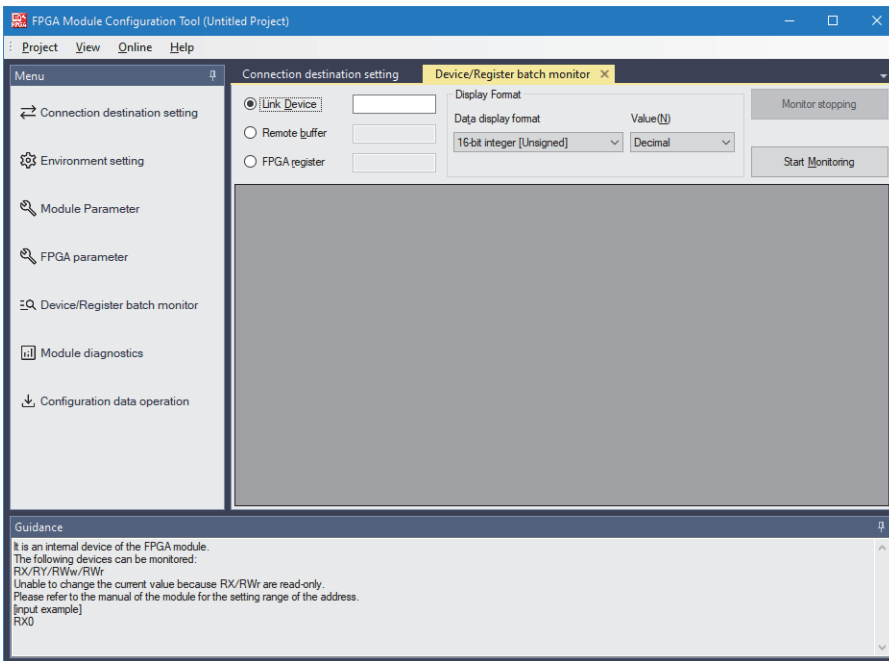 FPGA Module Configuration Tool (Untitled Project)
Project View Online Help
Menu
Connection destination setting
Environment setting
Module Parameter
FPGA parameter
Device/Register batch monitor
Module diagnostics
Configuration data operation
Connection destination setting Device/Register batch monitor
Link Device
Remote buffer
FPGA register
Display Format
Data display format Value(N)
16-bit integer [Unsigned] Decimal
Monitor stopping
Start Monitoring
Guidance
It is an internal device of the FPGA module.
The following devices can be monitored:
RX/RY/RWw/RWr
Unable to change the current value because RX/RWr are read-only.
Please refer to the manual of the module for the setting range of the address.
[input example]
RX0